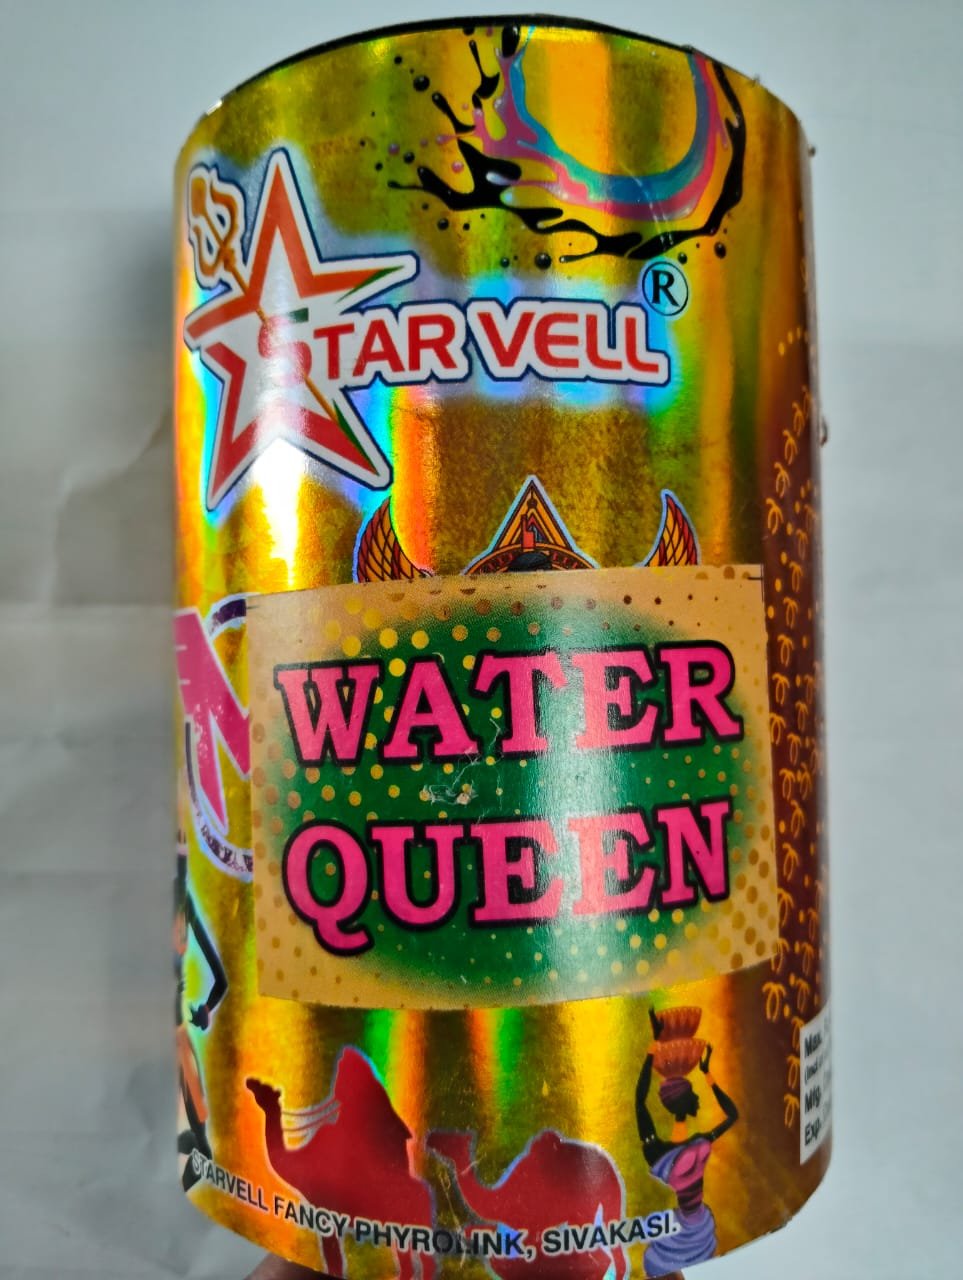 STAR VELL ®
N
WATER
QUEEN
Max.
Mfg.
Exp.
STARVELL FANCY PHYROLINK, SIVAKASI.